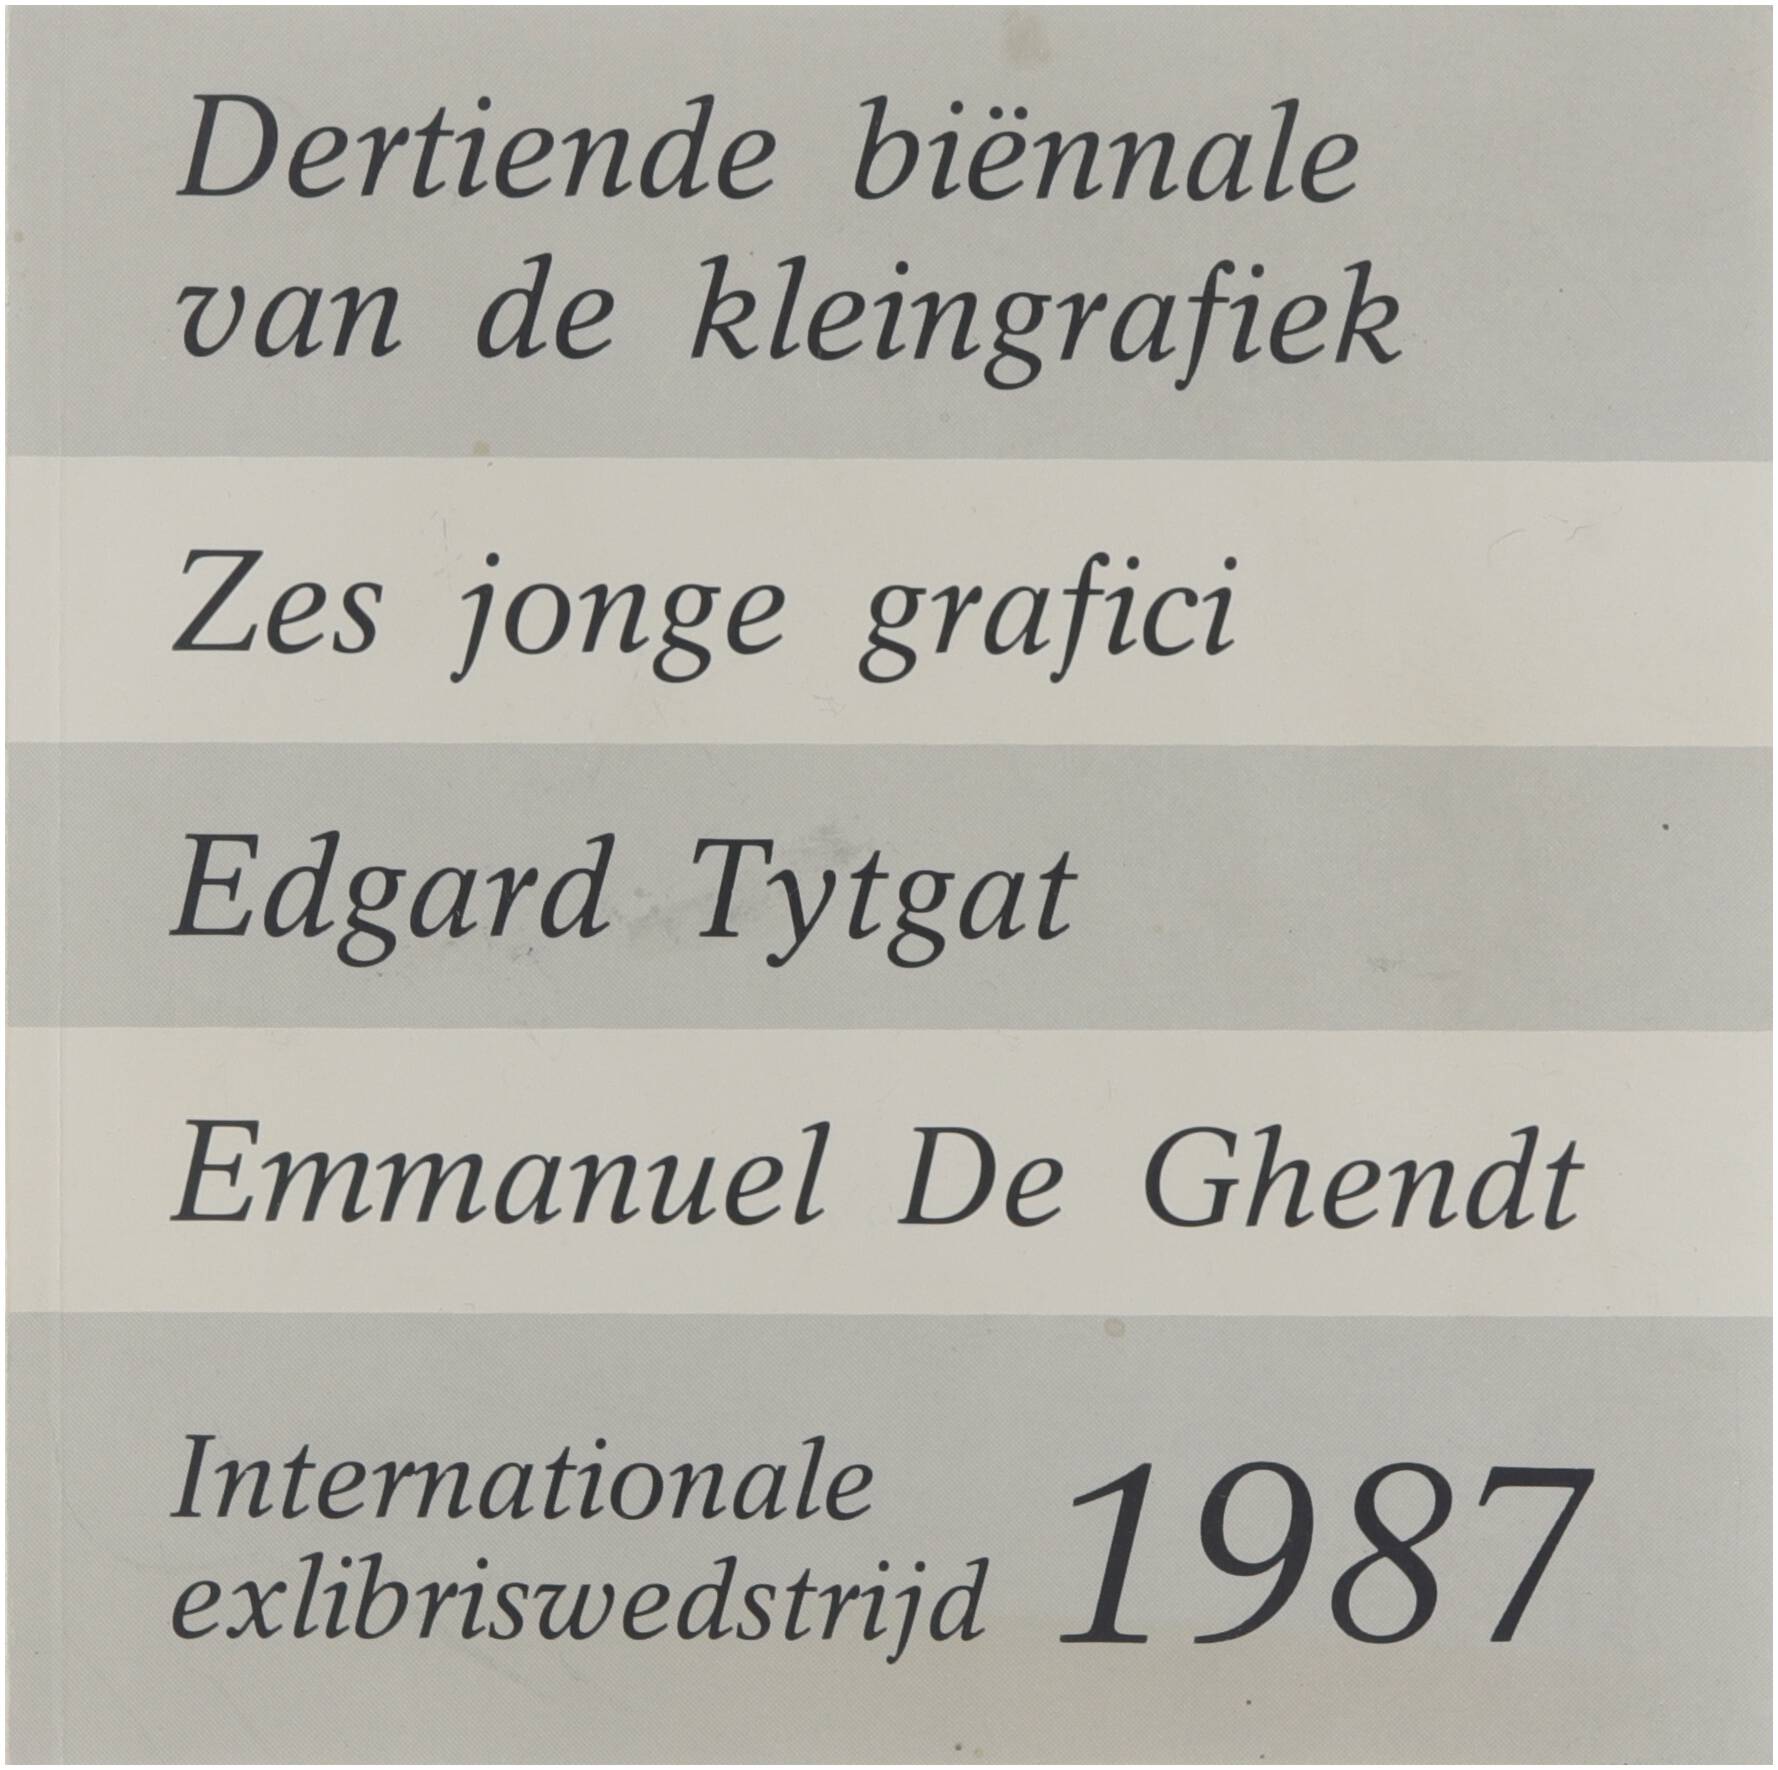 Dertiende biënnale
van de kleingrafiek
Zes jonge grafici
Edgard Tytgat
Emmanuel De Ghendt
Internationale
exlibriswedstrijd 1987